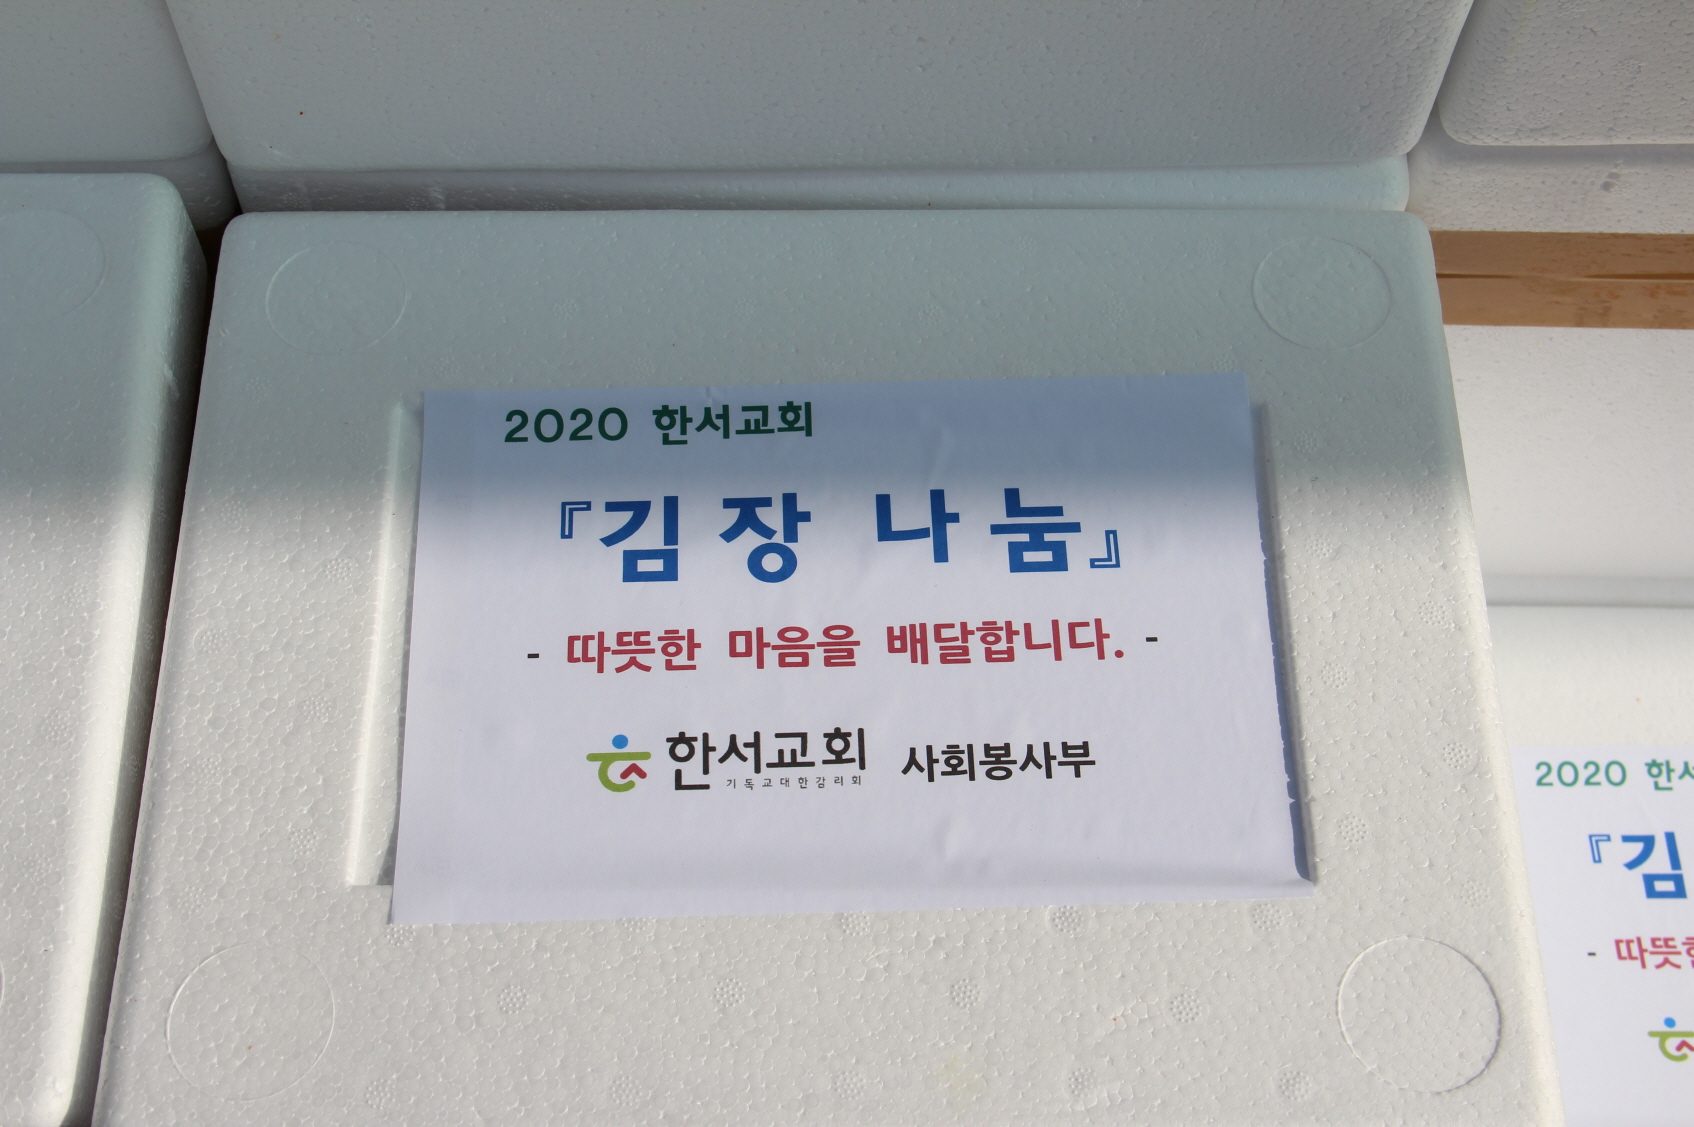 2020 한서교회
『김장 나눔』
- 따뜻한 마음을 배달합니다. -
한서교회 사회봉사부
기독교대한감리회
2020 한서
『김
- 따뜻한